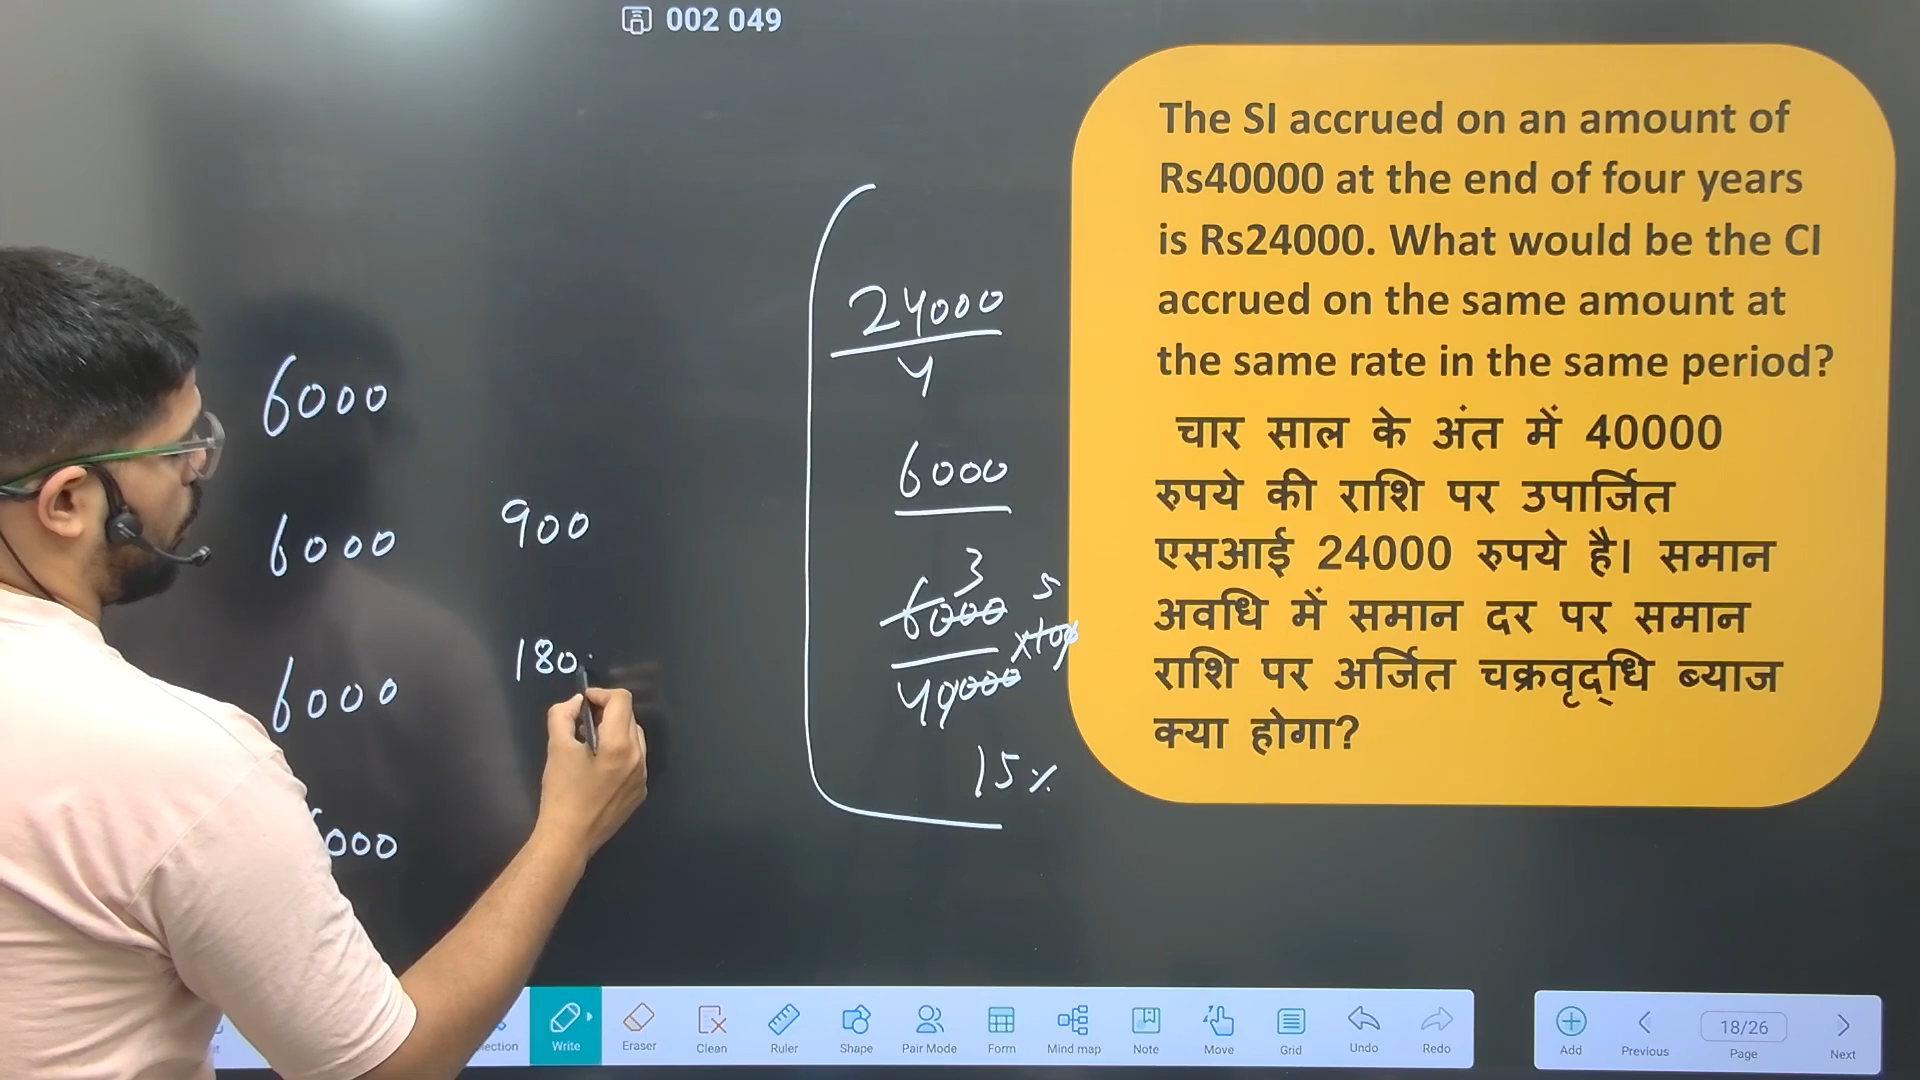 002 049
The SI accrued on an amount of
Rs40000 at the end of four years
is Rs24000. What would be the CI
accrued on the same amount at
the same rate in the same period?
चार साल के अंत में 40000
रुपये की राशि पर उपार्जित
एसआई 24000 रुपये है। समान
अवधि में समान दर पर समान
राशि पर अर्जित चक्रवृद्धि ब्याज
क्या होगा?
6000
6000 900
6000 180
000
24000
4
6000
3 5
6000 x100
40000
15%
Write Eraser Clean Ruler Shape Pair Mode Form Mind map Note Move Grid Undo Redo
Add Previous 18/26 Page Next